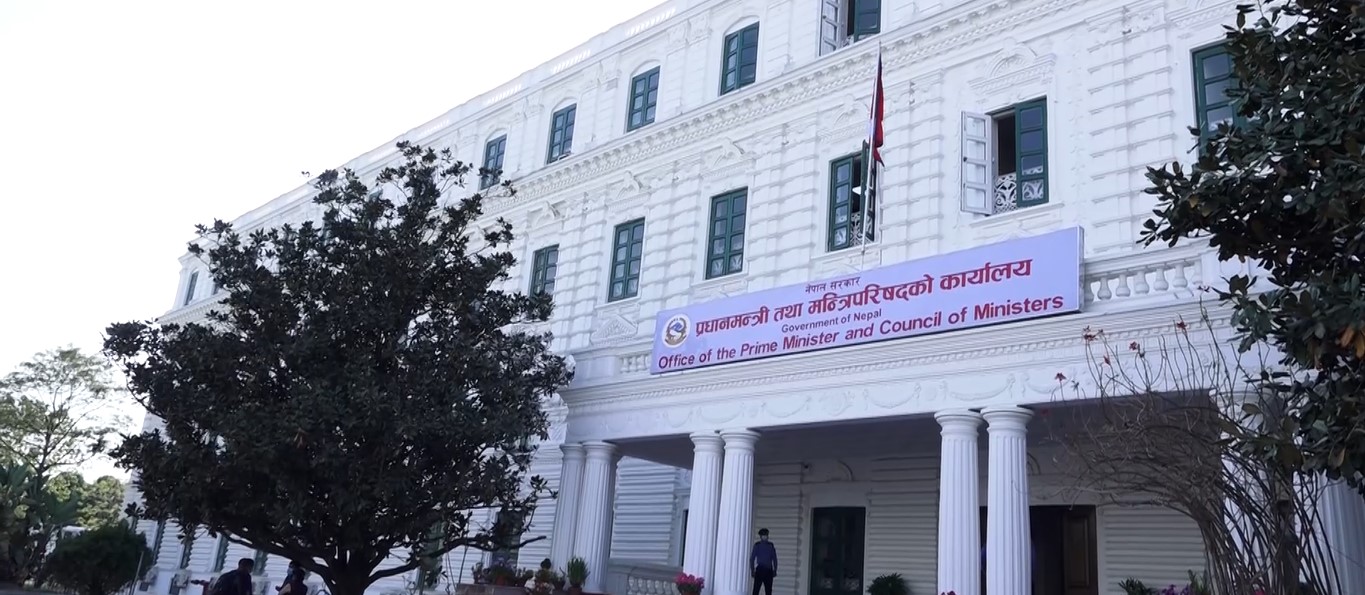 नेपाल सरकार
प्रधानमन्त्री तथा मन्त्रिपरिषदको कार्यालय
Government of Nepal
Office of the Prime Minister and Council of Ministers